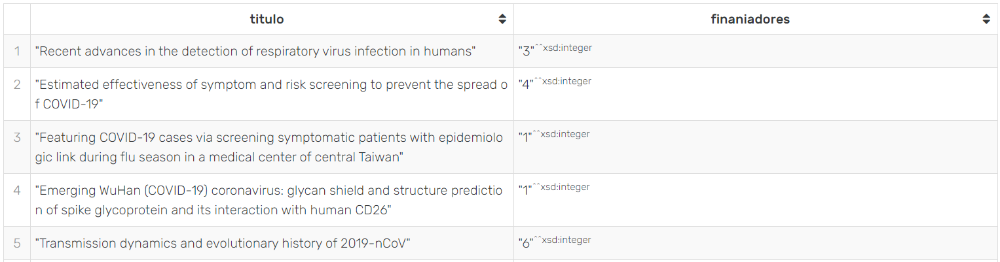 titulo finaniadores
1 "Recent advances in the detection of respiratory virus infection in humans" "3"^^xsd:integer
2 "Estimated effectiveness of symptom and risk screening to prevent the spread o "4"^^xsd:integer
f COVID-19"
3 "Featuring COVID-19 cases via screening symptomatic patients with epidemiolo "1"^^xsd:integer
gic link during flu season in a medical center of central Taiwan"
4 "Emerging WuHan (COVID-19) coronavirus: glycan shield and structure predictio "1"^^xsd:integer
n of spike glycoprotein and its interaction with human CD26"
5 "Transmission dynamics and evolutionary history of 2019-nCoV" "6"^^xsd:integer